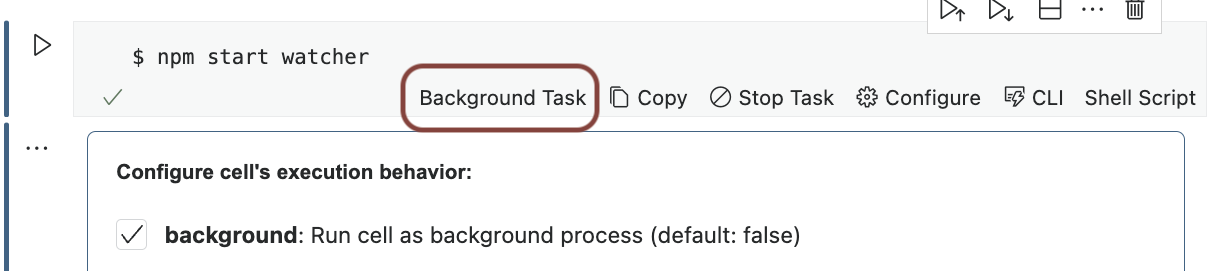 $ npm start watcher
Background Task Copy Stop Task Configure CLI Shell Script
Configure cell's execution behavior:
background: Run cell as background process (default: false)